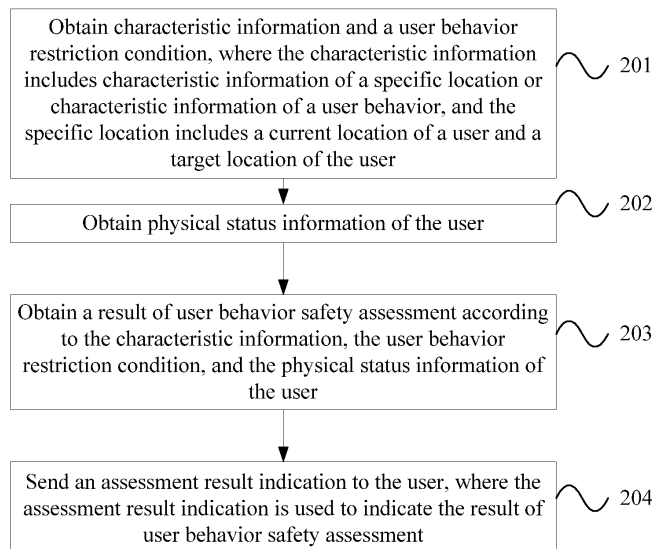 Obtain characteristic information and a user behavior
restriction condition, where the characteristic information
includes characteristic information of a specific location or
characteristic information of a user behavior, and the
specific location includes a current location of a user and a
target location of the user
201
202
Obtain physical status information of the user
Obtain a result of user behavior safety assessment according
to the characteristic information, the user behavior
restriction condition, and the physical status information of
the user
203
Send an assessment result indication to the user, where the
assessment result indication is used to indicate the result of
user behavior safety assessment
204